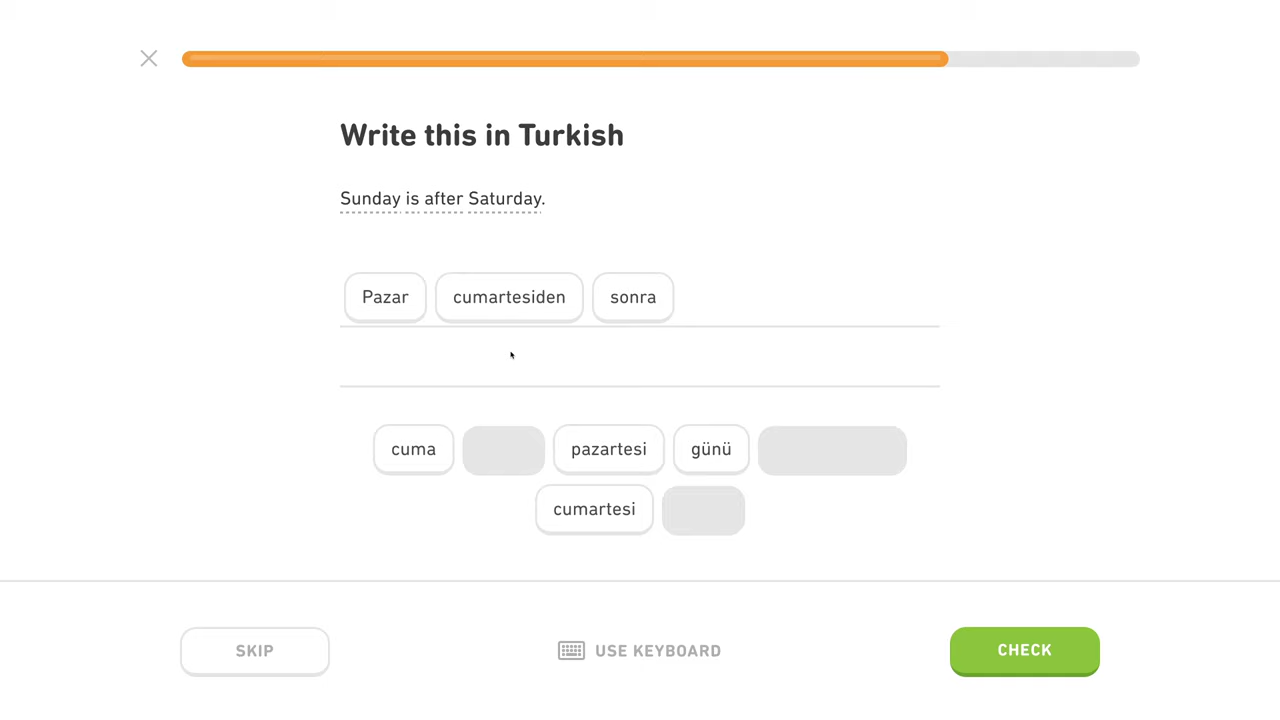 Write this in Turkish
Sunday is after Saturday.
Pazar cumartesiden sonra
cuma pazartesi günü
cumartesi
SKIP USE KEYBOARD CHECK